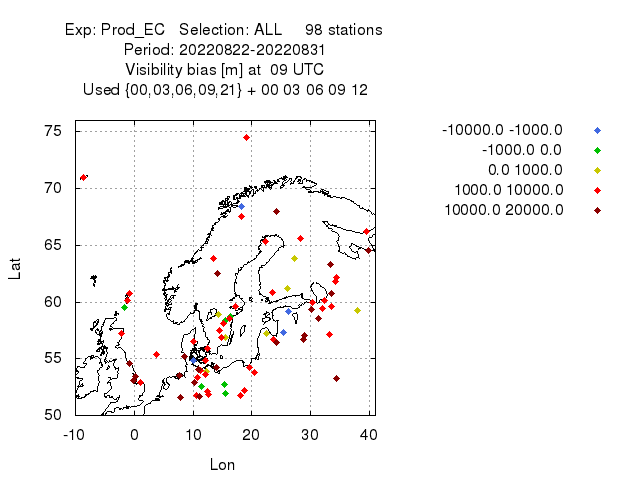 Exp: Prod_EC   Selection: ALL     98 stations
Period: 20220822-20220831
Visibility bias [m] at  09 UTC
Used {00,03,06,09,21} + 00 03 06 09 12
-10000.0 -1000.0
-1000.0 0.0
0.0 1000.0
1000.0 10000.0
10000.0 20000.0
75
70
65
60
55
50
Lat
-10 0 10 20 30 40
Lon